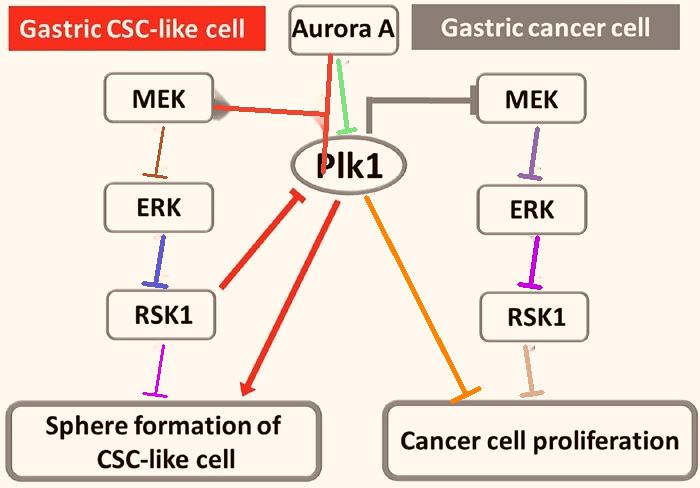 Gastric CSC-like cell
Aurora A
Gastric cancer cell
MEK
MEK
Plk1
ERK
ERK
RSK1
RSK1
Sphere formation of
CSC-like cell
Cancer cell proliferation